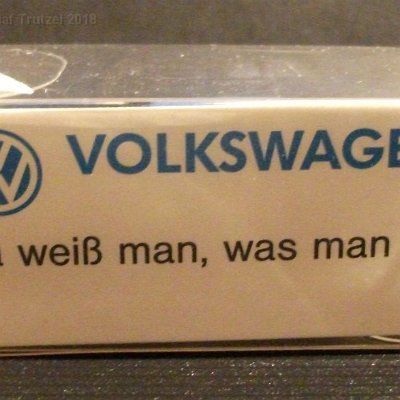 Trutzel 2018
VOLKSWAGE
weiß man, was man